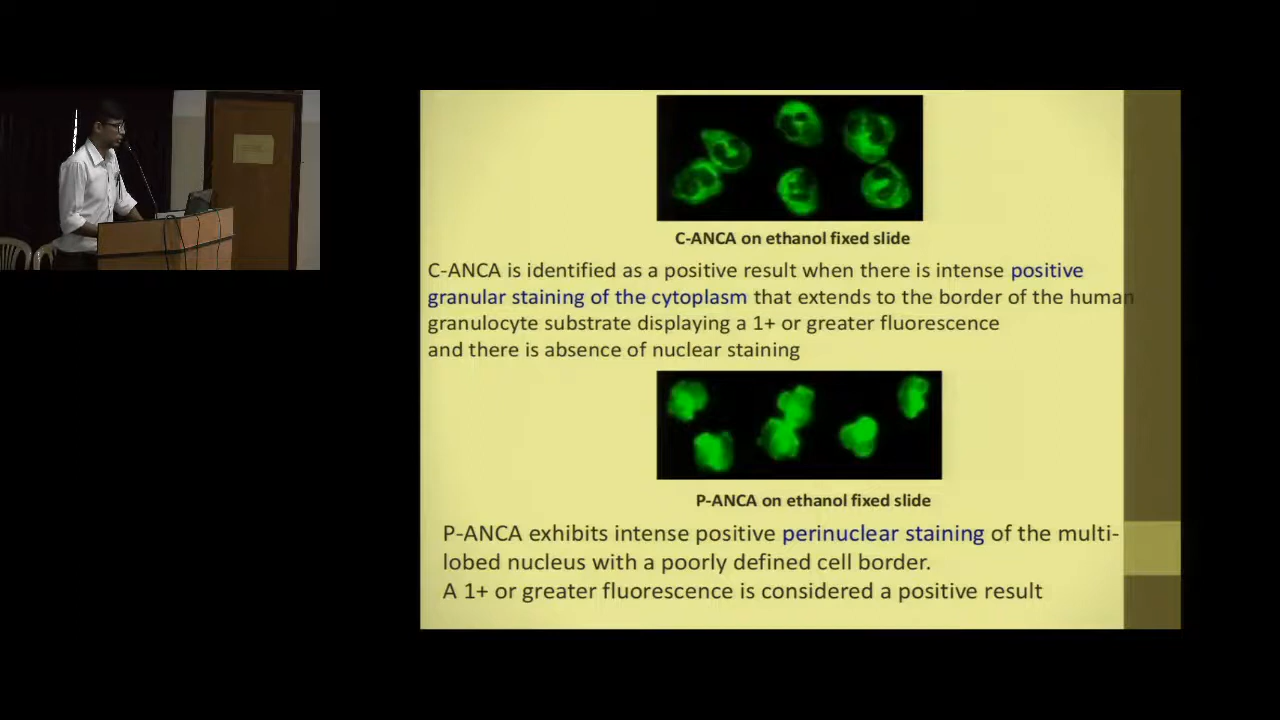 C-ANCA on ethanol fixed slide
C-ANCA is identified as a positive result when there is intense positive
granular staining of the cytoplasm that extends to the border of the human
granulocyte substrate displaying a 1+ or greater fluorescence
and there is absence of nuclear staining
P-ANCA on ethanol fixed slide
P-ANCA exhibits intense positive perinuclear staining of the multi-
lobed nucleus with a poorly defined cell border.
A 1+ or greater fluorescence is considered a positive result